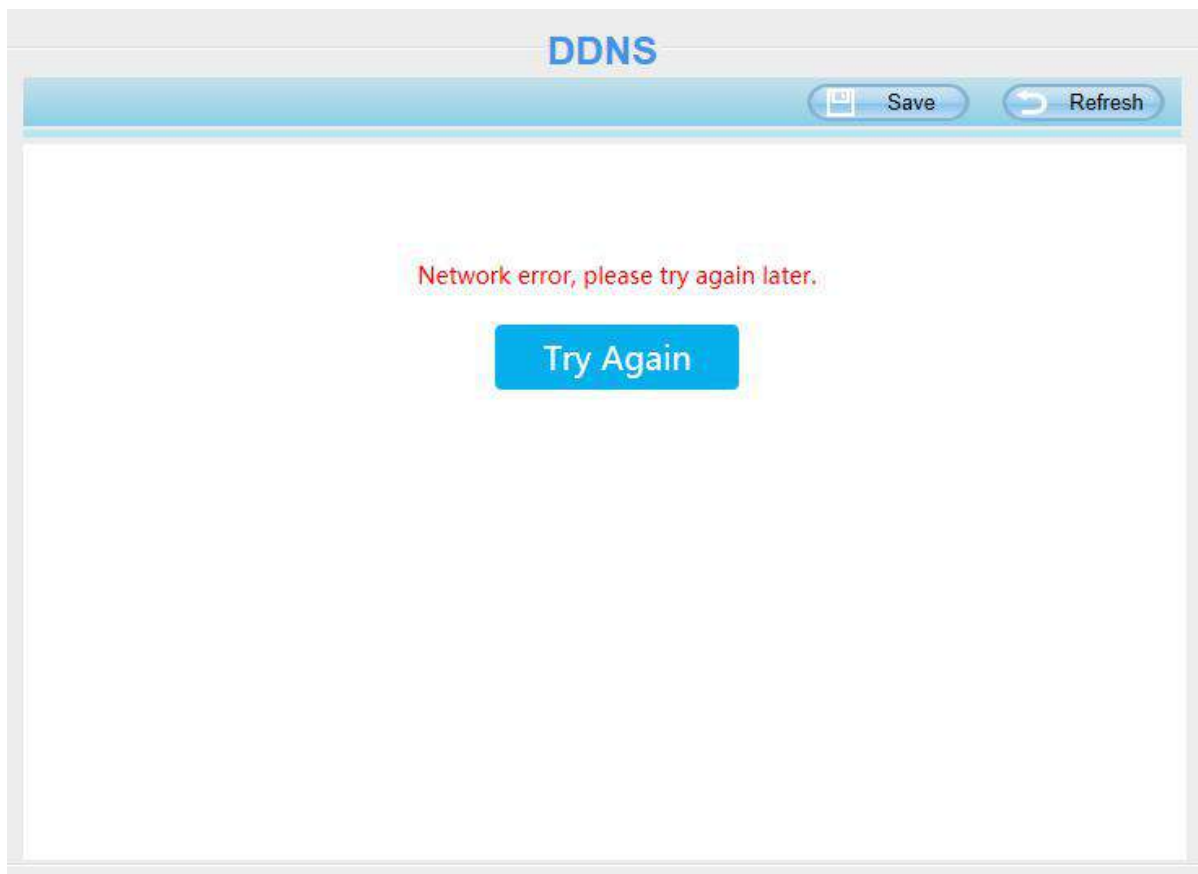 DDNS
Save Refresh
Network error, please try again later.
Try Again